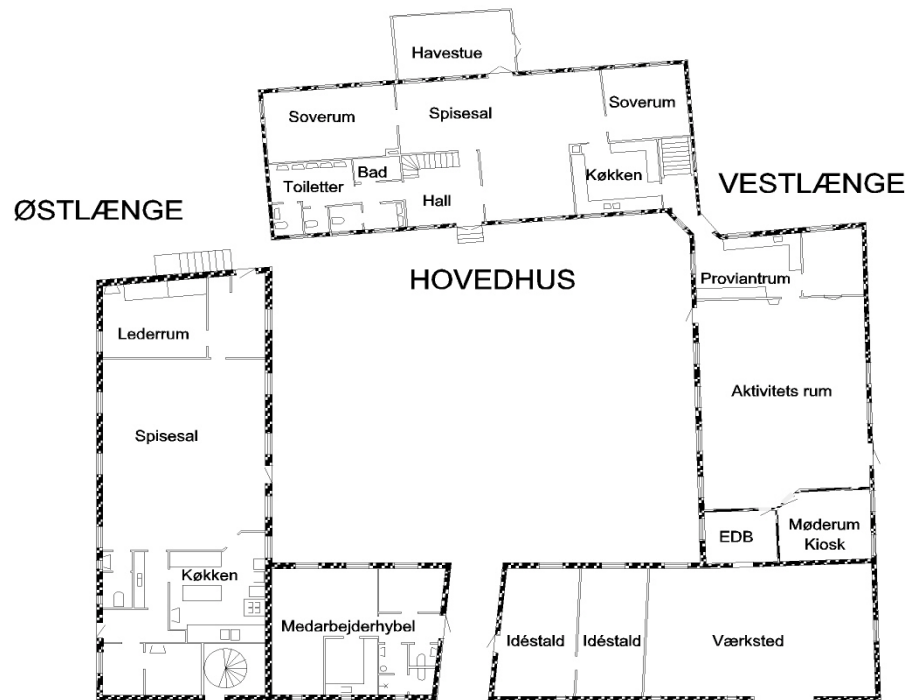 Havestue
Soverum
Spisesal
Soverum
Bad
Toiletter
Køkken
Hall
VESTLÆNGE
ØSTLÆNGE
HOVEDHUS
Proviantrum
Lederrum
Aktivitets rum
Spisesal
EDB
Møderum
Kiosk
Køkken
Medarbejderhybel
Idéstald
Idéstald
Værksted